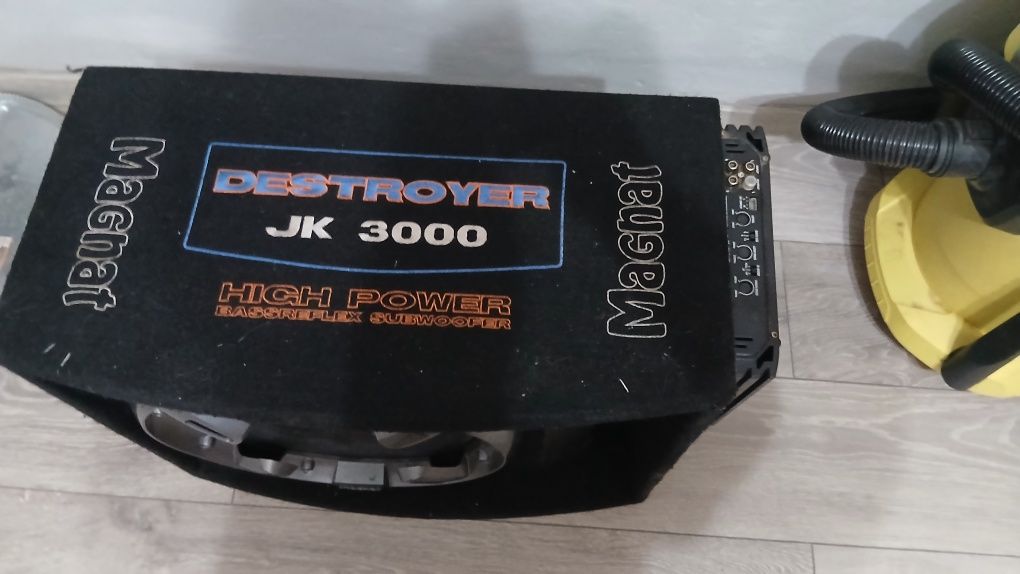 Magnat
DESTROYER
JK 3000
HIGH POWER
BASSREFLEX SUBWOOFER
Magnat